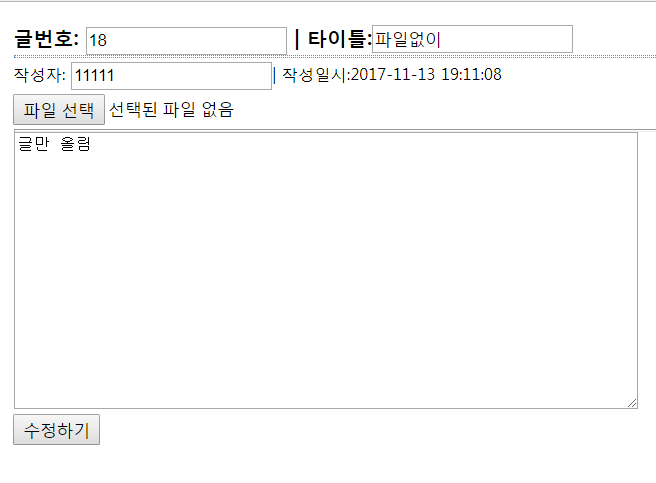 글번호: 18 | 타이틀:파일없이
작성자: 11111 | 작성일시:2017-11-13 19:11:08
파일 선택 선택된 파일 없음
글만 올림
수정하기